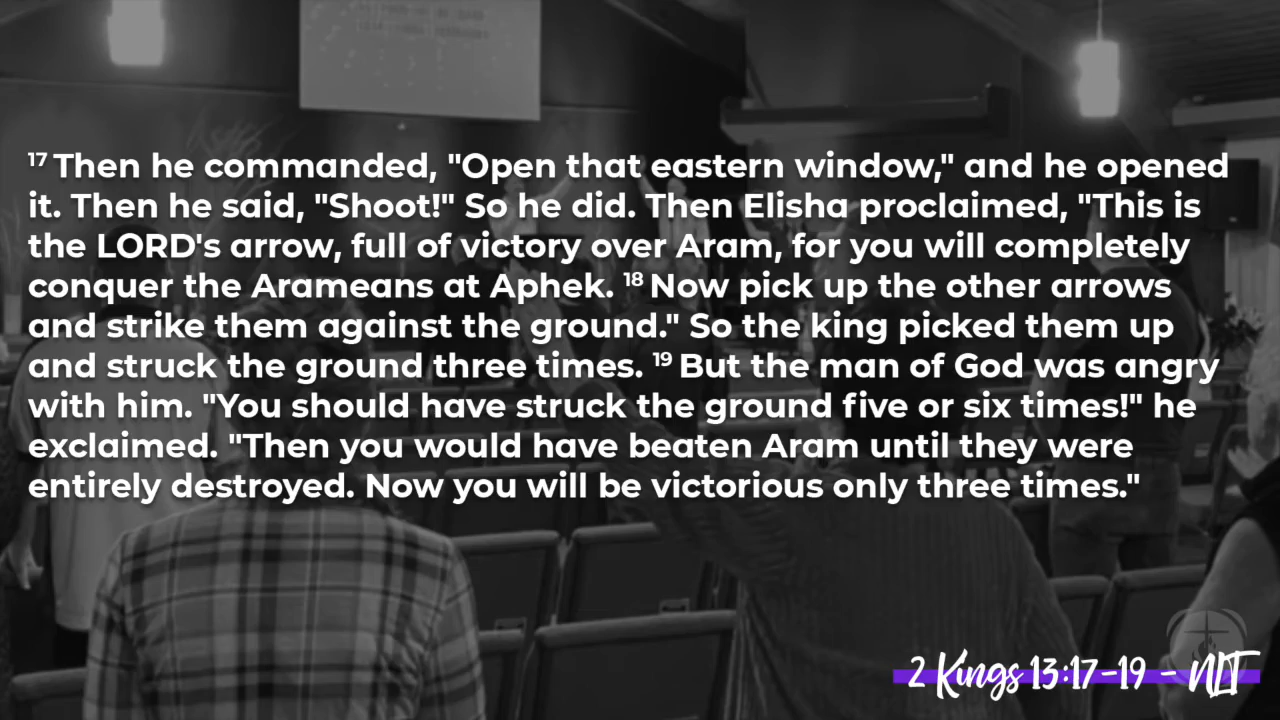 17 Then he commanded, "Open that eastern window," and he opened
it. Then he said, "Shoot!" So he did. Then Elisha proclaimed, "This is
the LORD's arrow, full of victory over Aram, for you will completely
conquer the Arameans at Aphek. 18 Now pick up the other arrows
and strike them against the ground." So the king picked them up
and struck the ground three times. 19 But the man of God was angry
with him. "You should have struck the ground five or six times!" he
exclaimed. "Then you would have beaten Aram until they were
entirely destroyed. Now you will be victorious only three times."
2 Kings 13:17-19 - NLT